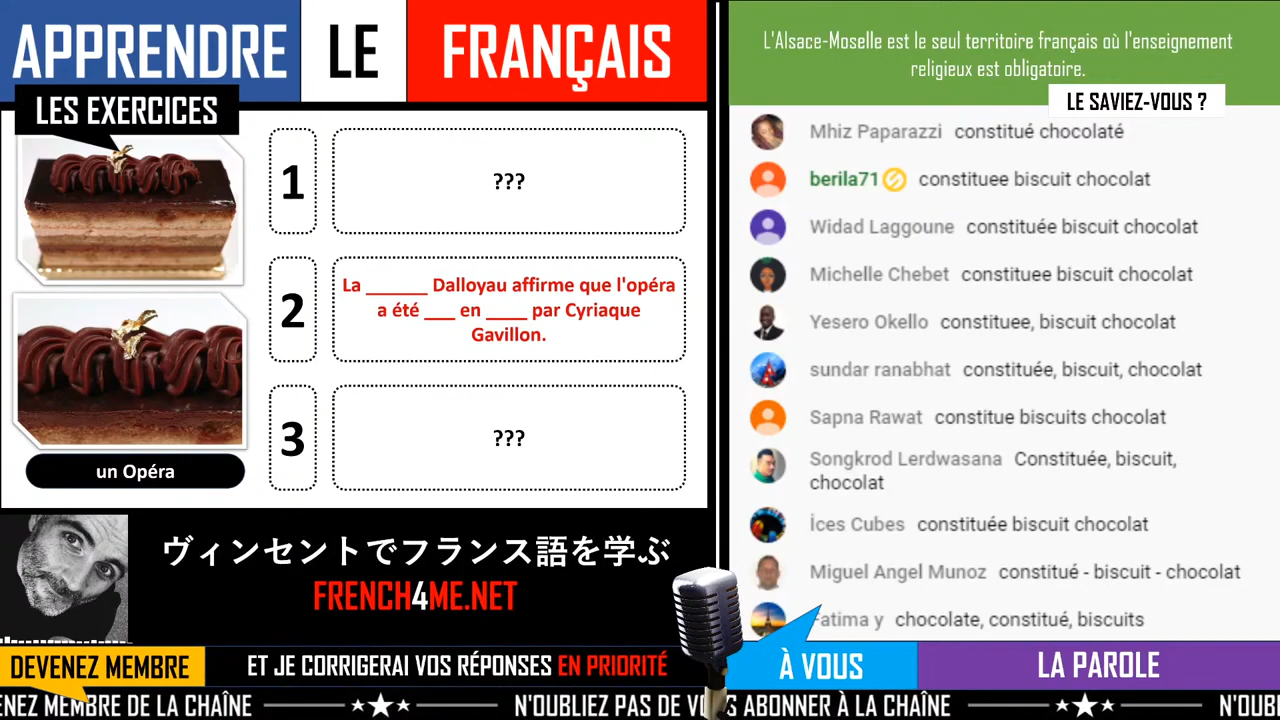 APPRENDRE LE FRANÇAIS
LES EXERCICES
un Opéra
1
???
2
La ______ Dalloyau affirme que l'opéra
a été ___ en ____ par Cyriaque
Gavillon.
3
???
ヴィンセントでフランス語を学ぶ
FRENCH4ME.NET
DEVENEZ MEMBRE
ET JE CORRIGERAI VOS RÉPONSES EN PRIORITÉ
L'Alsace-Moselle est le seul territoire français où l'enseignement
religieux est obligatoire.
LE SAVIEZ-VOUS ?
Mhiz Paparazzi constitué chocolaté
berila71 constituee biscuit chocolat
Widad Laggoune constituée biscuit chocolat
Michelle Chebet constituee biscuit chocolat
Yesero Okello constituee, biscuit chocolat
sundar ranabhat constituée, biscuit, chocolat
Sapna Rawat constitue biscuits chocolat
Songkrod Lerdwasana Constituée, biscuit,
chocolat
İces Cubes constituée biscuit chocolat
Miguel Angel Munoz constitué - biscuit - chocolat
Fatima y chocolate, constitué, biscuits
À VOUS
LA PAROLE
ENEZ MEMBRE DE LA CHAÎNE N'OUBLIEZ PAS DE VOUS ABONNER À LA CHAÎNE N'OUB